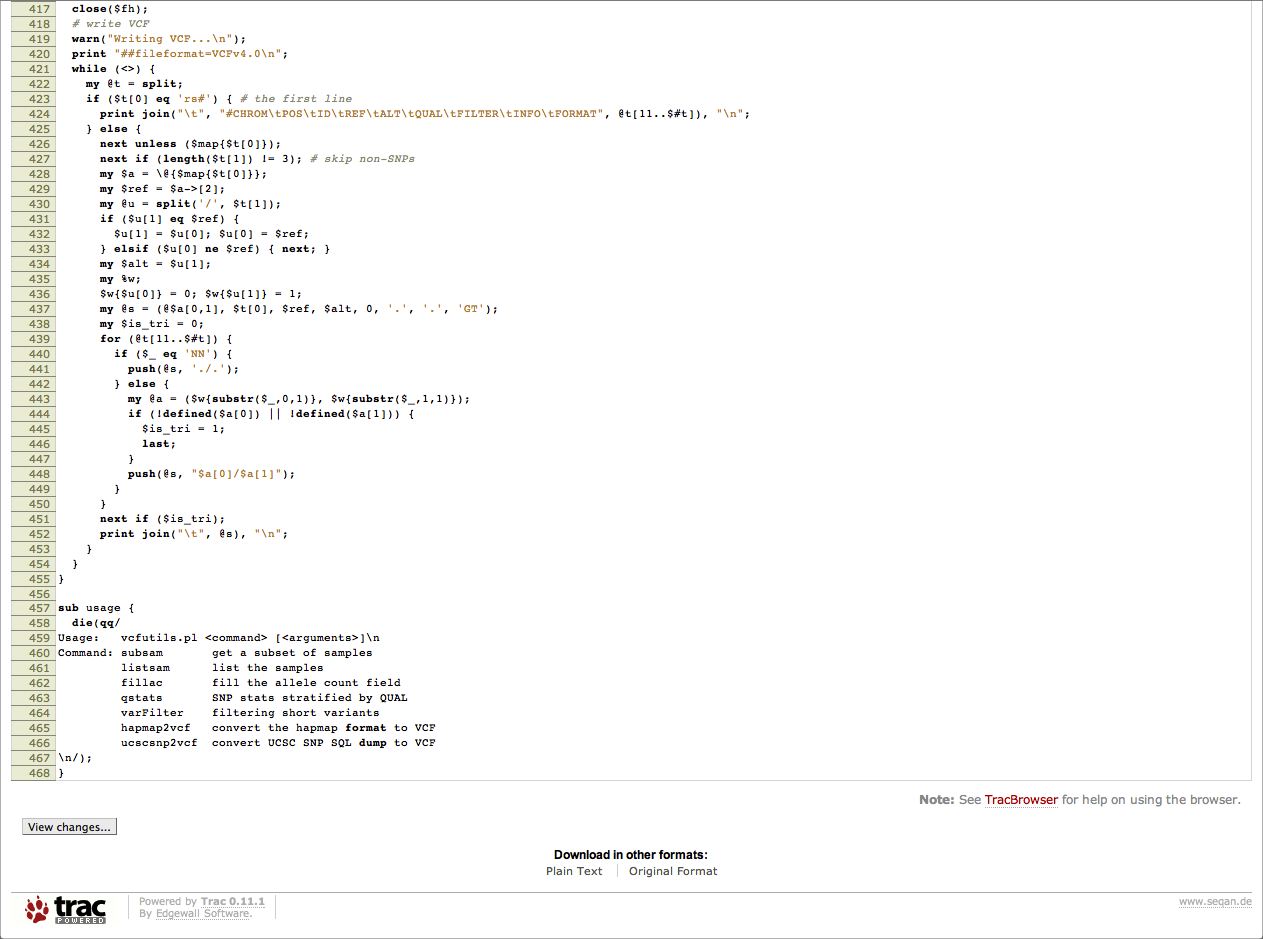 417   close($fh);
418   # write VCF
419   warn("Writing VCF...\n");
420   print "##fileformat=VCFv4.0\n";
421   while (<>) {
422     my @t = split;
423     if ($t[0] eq 'rs#') { # the first line
424       print join("\t", "#CHROM\tPOS\tID\tREF\tALT\tQUAL\tFILTER\tINFO\tFORMAT", @t[11..$#t]), "\n";
425     } else {
426       next unless ($map{$t[0]});
427       next if (length($t[1]) != 3); # skip non-SNPs
428       my $a = \@{$map{$t[0]}};
429       my $ref = $a->[2];
430       my @u = split('/', $t[1]);
431       if ($u[1] eq $ref) {
432         $u[1] = $u[0]; $u[0] = $ref;
433       } elsif ($u[0] ne $ref) { next; }
434       my $alt = $u[1];
435       my %w;
436       $w{$u[0]} = 0; $w{$u[1]} = 1;
437       my @s = (@$a[0,1], $t[0], $ref, $alt, 0, '.', '.', 'GT');
438       my $is_tri = 0;
439       for (@t[11..$#t]) {
440         if ($_ eq 'NN') {
441           push(@s, './.');
442         } else {
443           my @a = ($w{substr($_,0,1)}, $w{substr($_,1,1)});
444           if (!defined($a[0]) || !defined($a[1])) {
445             $is_tri = 1;
446             last;
447           }
448           push(@s, "$a[0]/$a[1]");
449         }
450       }
451       next if ($is_tri);
452       print join("\t", @s), "\n";
453     }
454   }
455 }
456
457 sub usage {
458   die(qq/
459 Usage:   vcfutils.pl <command> [<arguments>]\n
460 Command: subsam       get a subset of samples
461          listsam      list the samples
462          fillac       fill the allele count field
463          qstats       SNP stats stratified by QUAL
464          varFilter    filtering short variants
465          hapmap2vcf   convert the hapmap format to VCF
466          ucscsnp2vcf  convert UCSC SNP SQL dump to VCF
467 \n/);
468 }
Note: See TracBrowser for help on using the browser.
View changes...
Download in other formats:
Plain Text Original Format
trac
POWERED
Powered by Trac 0.11.1
By Edgewall Software.
www.seqan.de